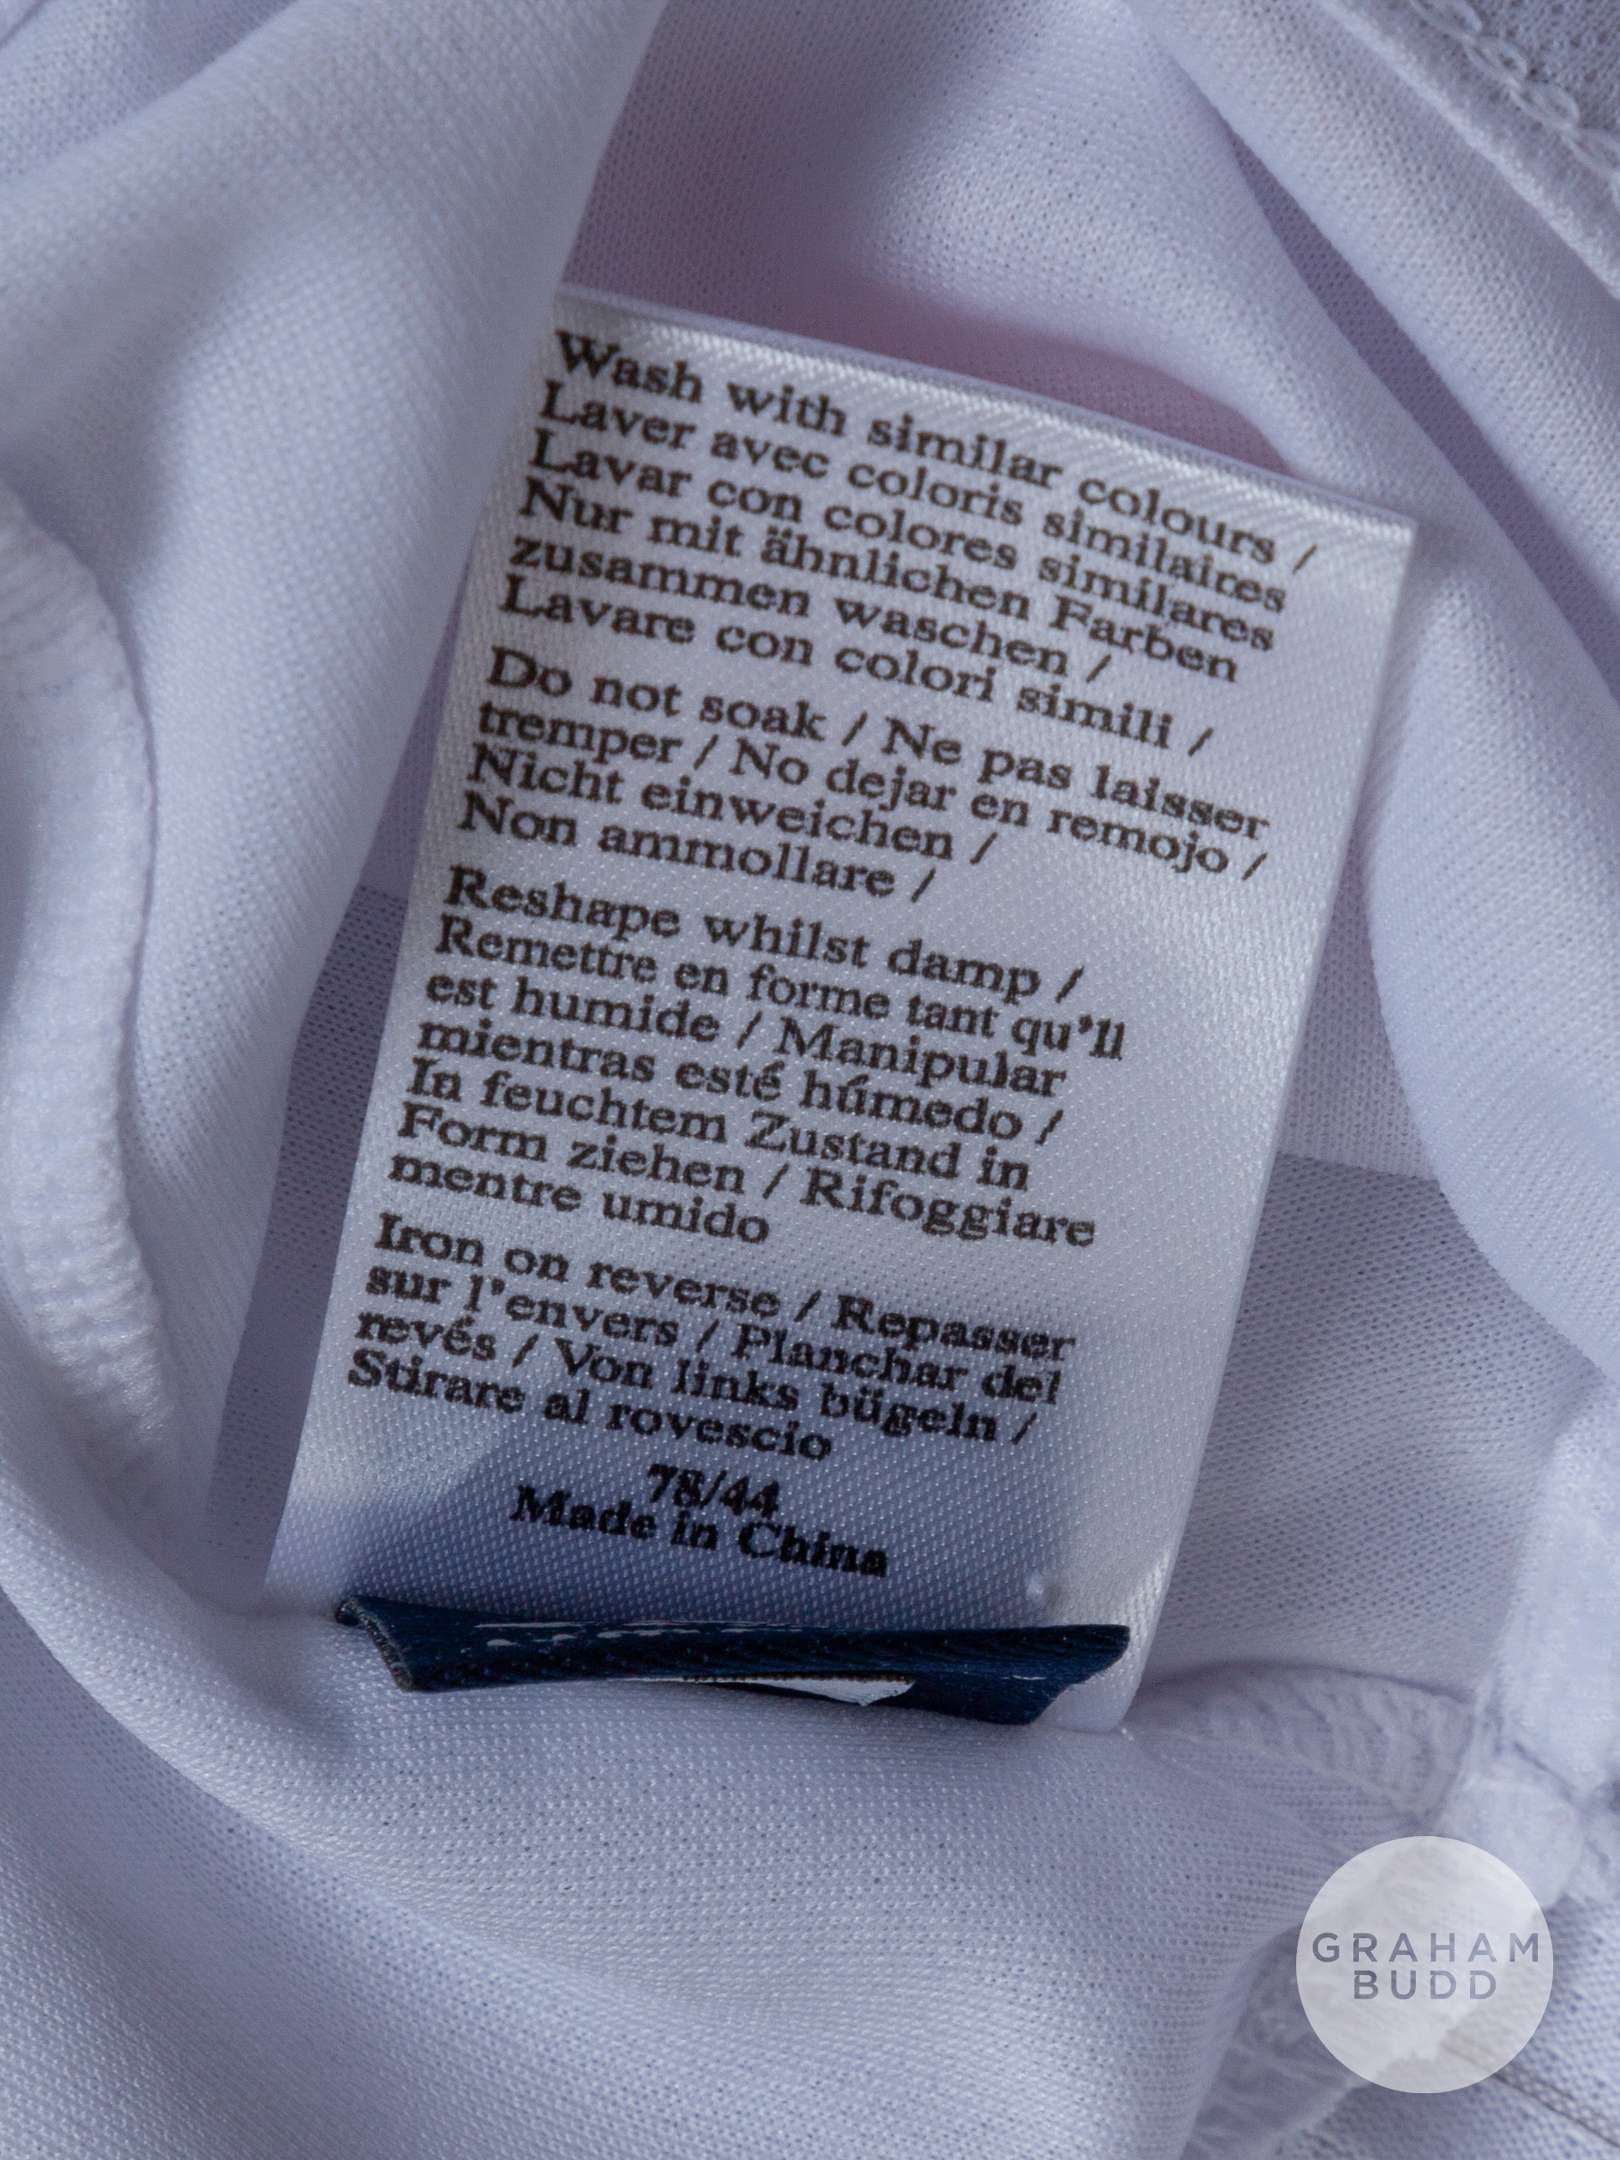 Wash with similar colours /
Laver avec coloris similaires
Lavar con colores similares
Nur mit ähnlichen Farben
zusammen waschen /
Lavare con colori simili /
Do not soak / Ne pas laisser
tremper / No dejar en remojo /
Nicht einweichen /
Non ammollare /
Reshape whilst damp /
Remettre en forme tant qu'll
est humide / Manipular
mientras esté húmedo /
In feuchtem Zustand in
Form ziehen / Rifoggiare
mentre umido
Iron on reverse / Repasser
sur l'envers / Planchar del
revés / Von links bügeln /
Stirare al rovescio
78/44
Made in China
GRAHAM
BUDD